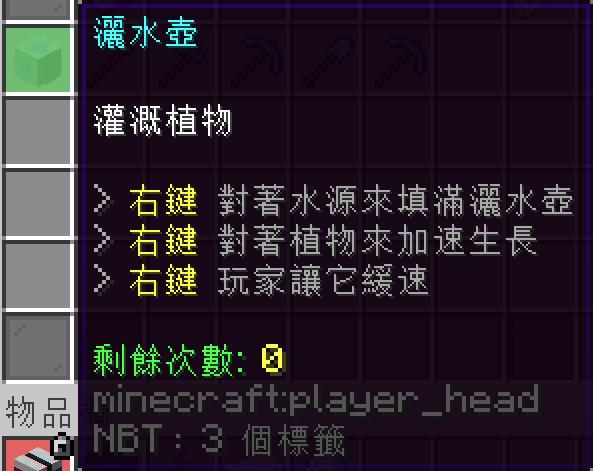 灑水壺
灌溉植物
> 右鍵 對著水源來填滿灑水壺
> 右鍵 對著植物來加速生長
> 右鍵 玩家讓它緩速
剩餘次數: 0
minecraft:player_head
NBT: 3 個標籤
物品